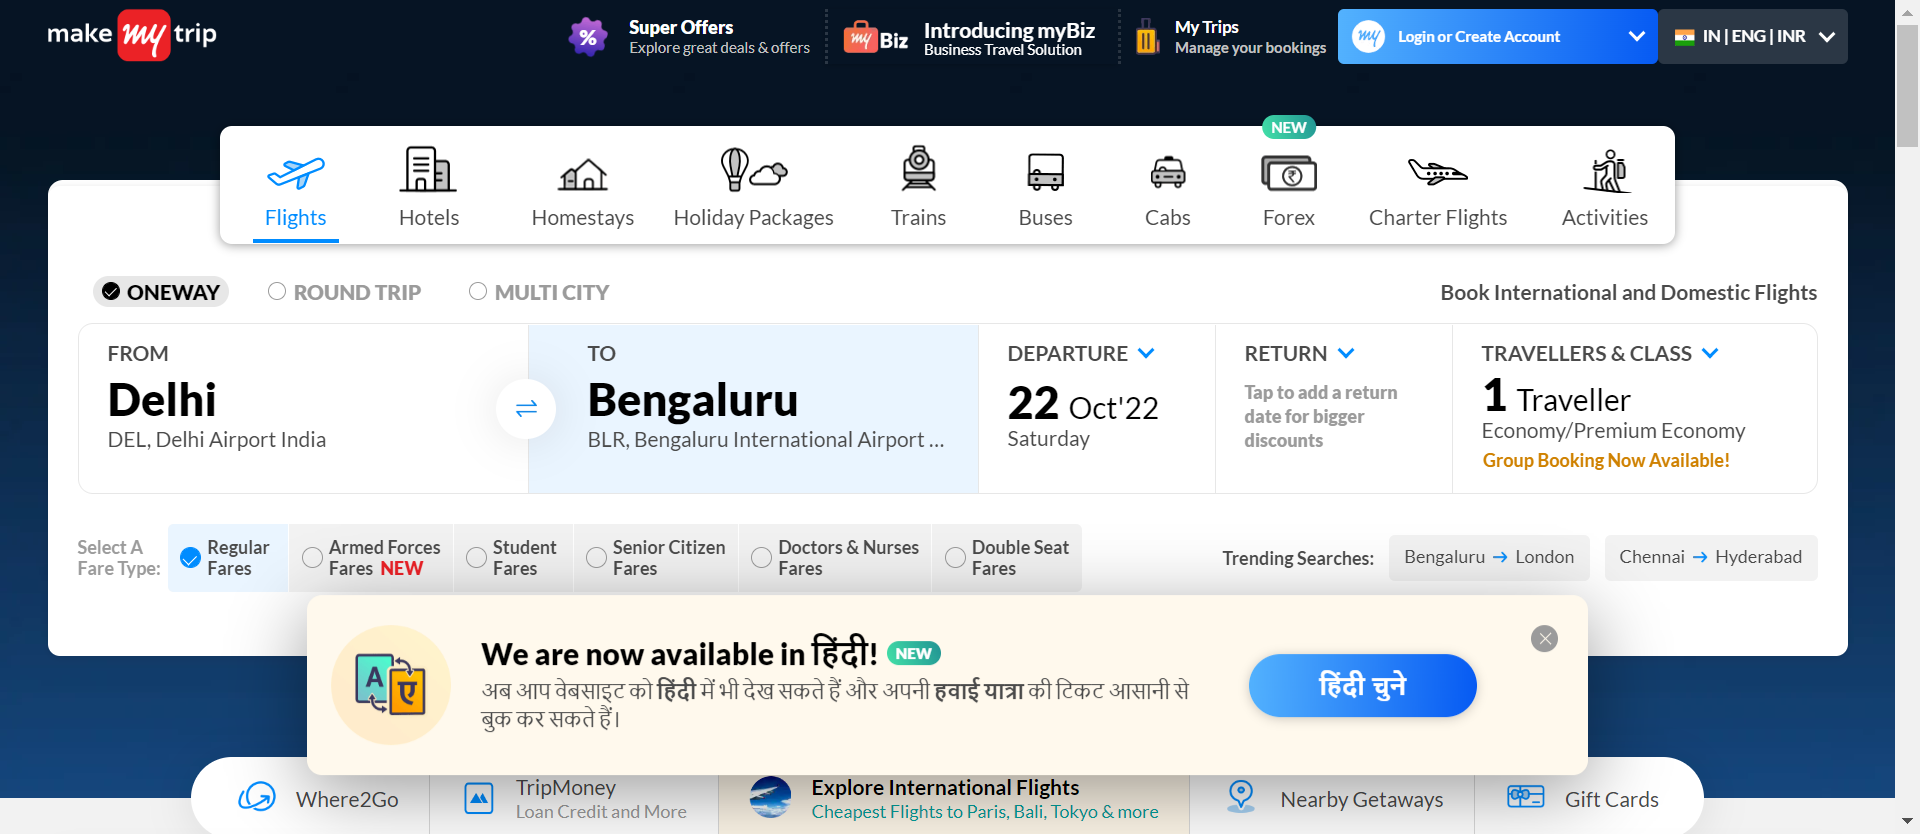 make my trip
Super Offers
Explore great deals & offers
my Biz
Introducing myBiz
Business Travel Solution
My Trips
Manage your bookings
my Login or Create Account
IN | ENG | INR
NEW
Flights
Hotels
Homestays
Holiday Packages
Trains
Buses
Cabs
Forex
Charter Flights
Activities
ONEWAY
ROUND TRIP
MULTI CITY
Book International and Domestic Flights
FROM
Delhi
DEL, Delhi Airport India
TO
Bengaluru
BLR, Bengaluru International Airport ...
DEPARTURE
22 Oct'22
Saturday
RETURN
Tap to add a return
date for bigger
discounts
TRAVELLERS & CLASS
1 Traveller
Economy/Premium Economy
Group Booking Now Available!
Select A
Fare Type:
Regular
Fares
Armed Forces
Fares NEW
Student
Fares
Senior Citizen
Fares
Doctors & Nurses
Fares
Double Seat
Fares
Trending Searches:
Bengaluru → London
Chennai → Hyderabad
A ए
We are now available in हिंदी! NEW
अब आप वेबसाइट को हिंदी में भी देख सकते हैं और अपनी हवाई यात्रा की टिकट आसानी से
बुक कर सकते हैं।
हिंदी चुने
Where2Go
TripMoney
Loan Credit and More
Explore International Flights
Cheapest Flights to Paris, Bali, Tokyo & more
Nearby Getaways
Gift Cards